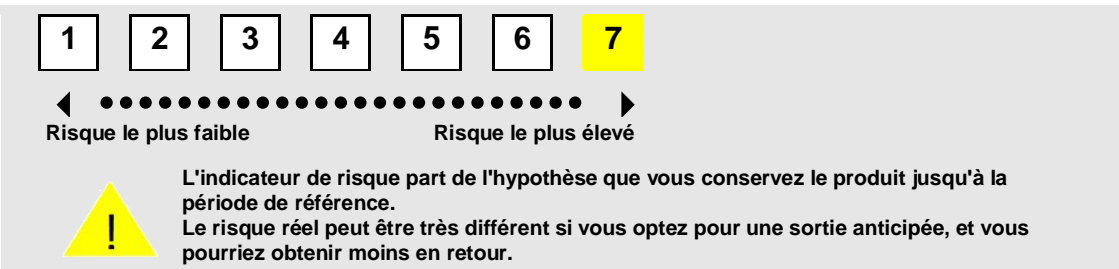 1 2 3 4 5 6 7
Risque le plus faible Risque le plus élevé
L'indicateur de risque part de l'hypothèse que vous conservez le produit jusqu'à la
période de référence.
Le risque réel peut être très différent si vous optez pour une sortie anticipée, et vous
pourriez obtenir moins en retour.
!